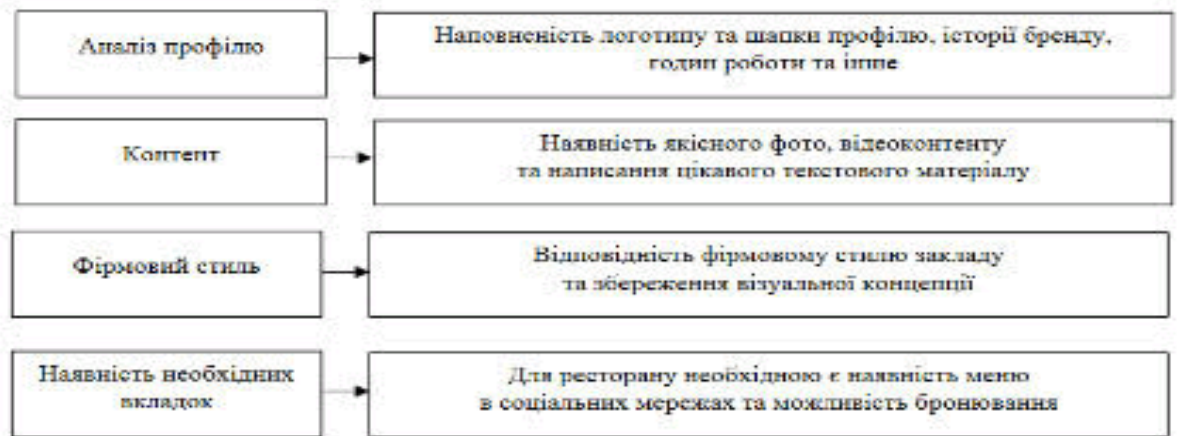 Аналіз профілю
Наповненість логотипу та шапки профілю, історії бренду,
годин роботи та інше
Контент
Наявність якісного фото, відеоконтенту
та написання цікавого текстового матеріалу
Фірмовий стиль
Відповідність фірмовому стилю закладу
та збереження візуальної концепції
Наявність необхідних
вкладок
Для ресторану необхідною є наявність меню
в соціальних мережах та можливість бронювання